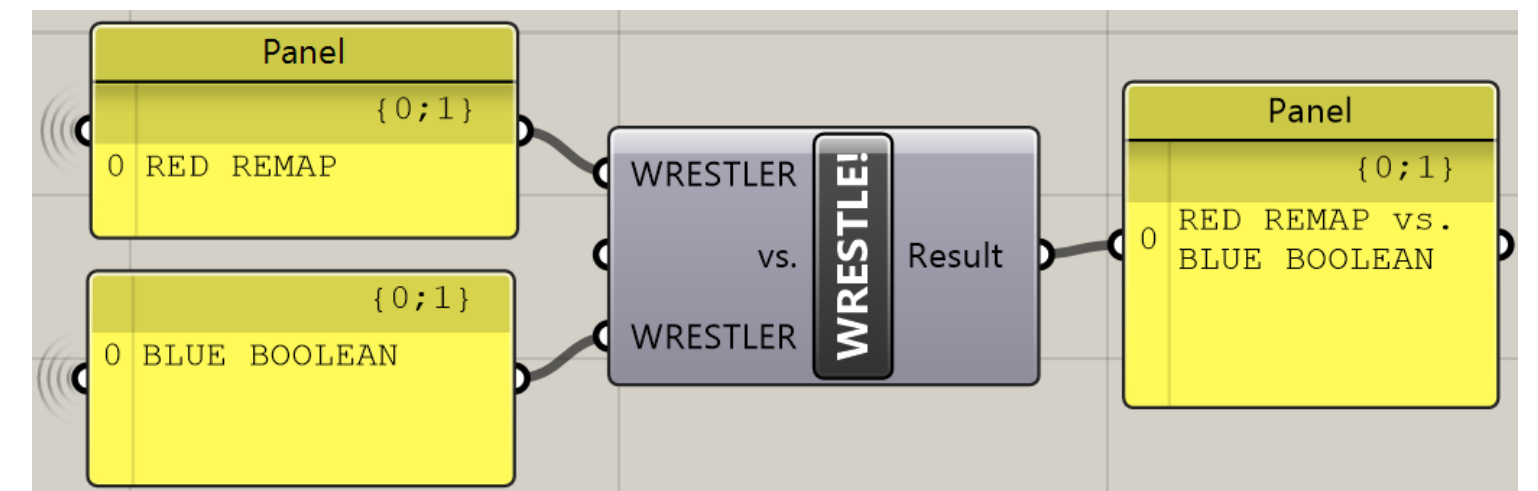 Panel
{0;1}
0 RED REMAP
{0;1}
0 BLUE BOOLEAN
WRESTLER
vs.
WRESTLER
WRESTLE!
Result
Panel
{0;1}
0 RED REMAP vs.
BLUE BOOLEAN